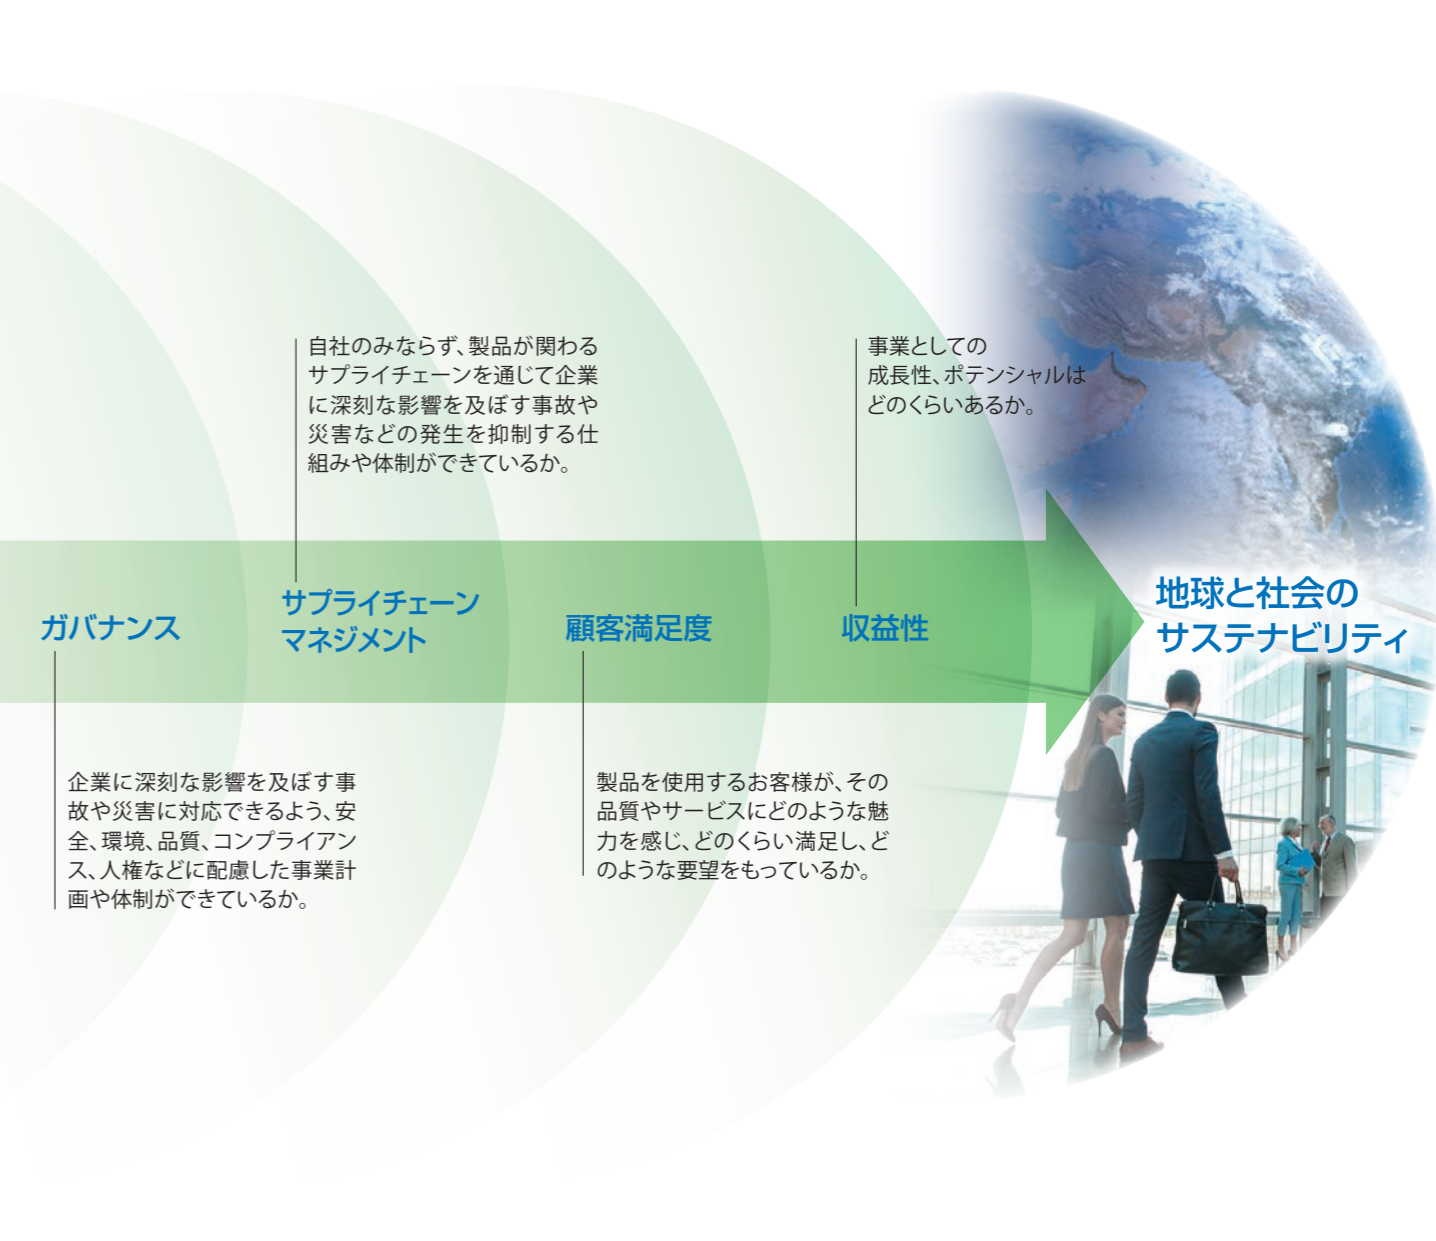 自社のみならず、製品が関わる
サプライチェーンを通じて企業
に深刻な影響を及ぼす事故や
災害などの発生を抑制する仕
組みや体制ができているか。
事業としての
成長性、ポテンシャルは
どのくらいあるか。
ガバナンス
サプライチェーン
マネジメント
顧客満足度
収益性
地球と社会の
サステナビリティ
企業に深刻な影響を及ぼす事
故や災害に対応できるよう、安
全、環境、品質、コンプライアン
ス、人権などに配慮した事業計
画や体制ができているか。
製品を使用するお客様が、その
品質やサービスにどのような魅
力を感じ、どのくらい満足し、ど
のような要望をもっているか。